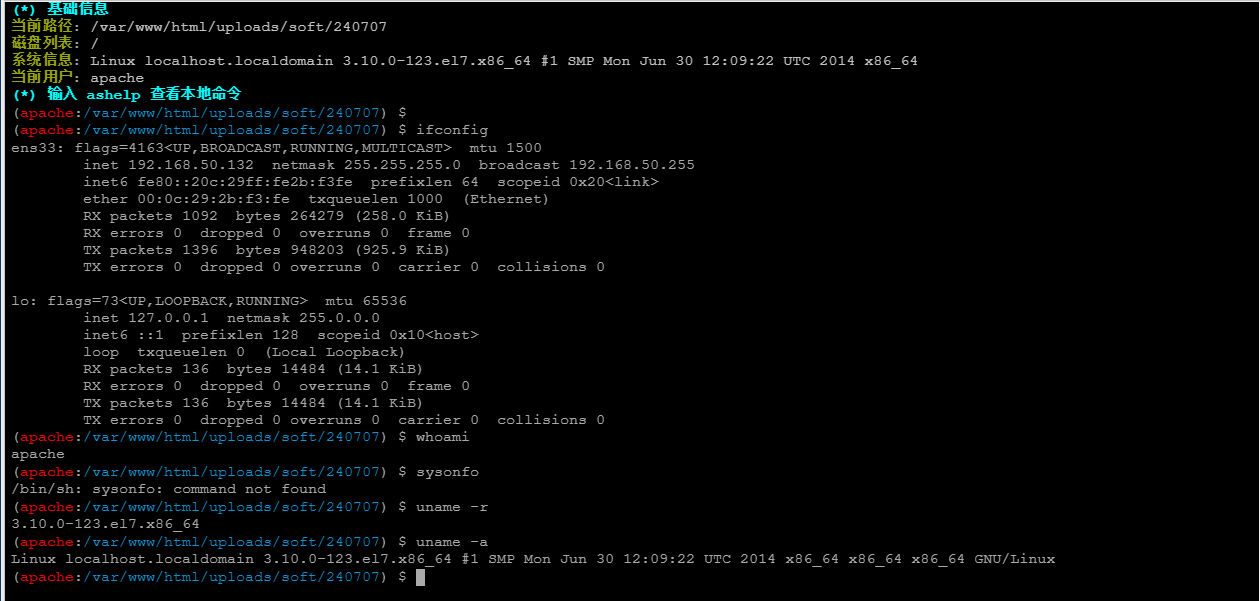 (*) 基础信息
当前路径: /var/www/html/uploads/soft/240707
磁盘列表: /
系统信息: Linux localhost.localdomain 3.10.0-123.el7.x86_64 #1 SMP Mon Jun 30 12:09:22 UTC 2014 x86_64
当前用户: apache
(*) 输入 ashelp 查看本地命令
(apache:/var/www/html/uploads/soft/240707) $
(apache:/var/www/html/uploads/soft/240707) $ ifconfig
ens33: flags=4163<UP,BROADCAST,RUNNING,MULTICAST>  mtu 1500
        inet 192.168.50.132  netmask 255.255.255.0  broadcast 192.168.50.255
        inet6 fe80::20c:29ff:fe2b:f3fe  prefixlen 64  scopeid 0x20<link>
        ether 00:0c:29:2b:f3:fe  txqueuelen 1000  (Ethernet)
        RX packets 1092  bytes 264279 (258.0 KiB)
        RX errors 0  dropped 0  overruns 0  frame 0
        TX packets 1396  bytes 948203 (925.9 KiB)
        TX errors 0  dropped 0 overruns 0  carrier 0  collisions 0

lo: flags=73<UP,LOOPBACK,RUNNING>  mtu 65536
        inet 127.0.0.1  netmask 255.0.0.0
        inet6 ::1  prefixlen 128  scopeid 0x10<host>
        loop  txqueuelen 0  (Local Loopback)
        RX packets 136  bytes 14484 (14.1 KiB)
        RX errors 0  dropped 0  overruns 0  frame 0
        TX packets 136  bytes 14484 (14.1 KiB)
        TX errors 0  dropped 0 overruns 0  carrier 0  collisions 0
(apache:/var/www/html/uploads/soft/240707) $ whoami
apache
(apache:/var/www/html/uploads/soft/240707) $ sysonfo
/bin/sh: sysonfo: command not found
(apache:/var/www/html/uploads/soft/240707) $ uname -r
3.10.0-123.el7.x86_64
(apache:/var/www/html/uploads/soft/240707) $ uname -a
Linux localhost.localdomain 3.10.0-123.el7.x86_64 #1 SMP Mon Jun 30 12:09:22 UTC 2014 x86_64 x86_64 x86_64 GNU/Linux
(apache:/var/www/html/uploads/soft/240707) $